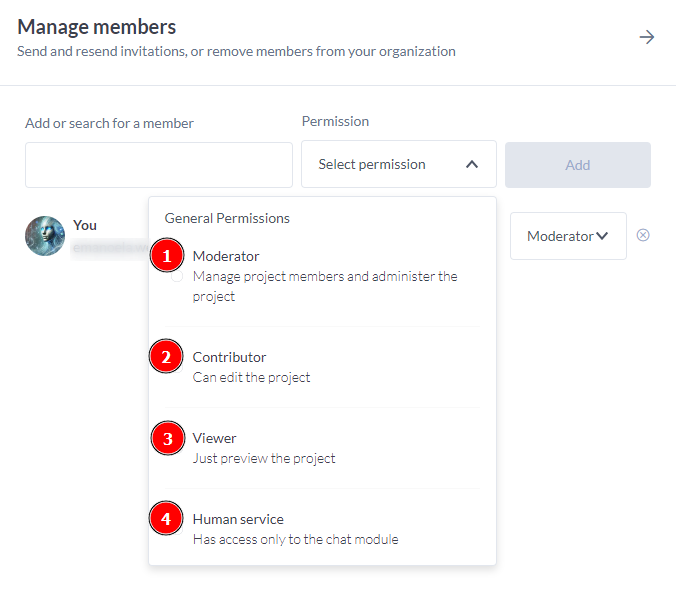 Manage members
Send and resend invitations, or remove members from your organization
Add or search for a member
Permission
Select permission
Add
You
Moderator
General Permissions
1
Moderator
Manage project members and administer the
project
2
Contributor
Can edit the project
3
Viewer
Just preview the project
4
Human service
Has access only to the chat module